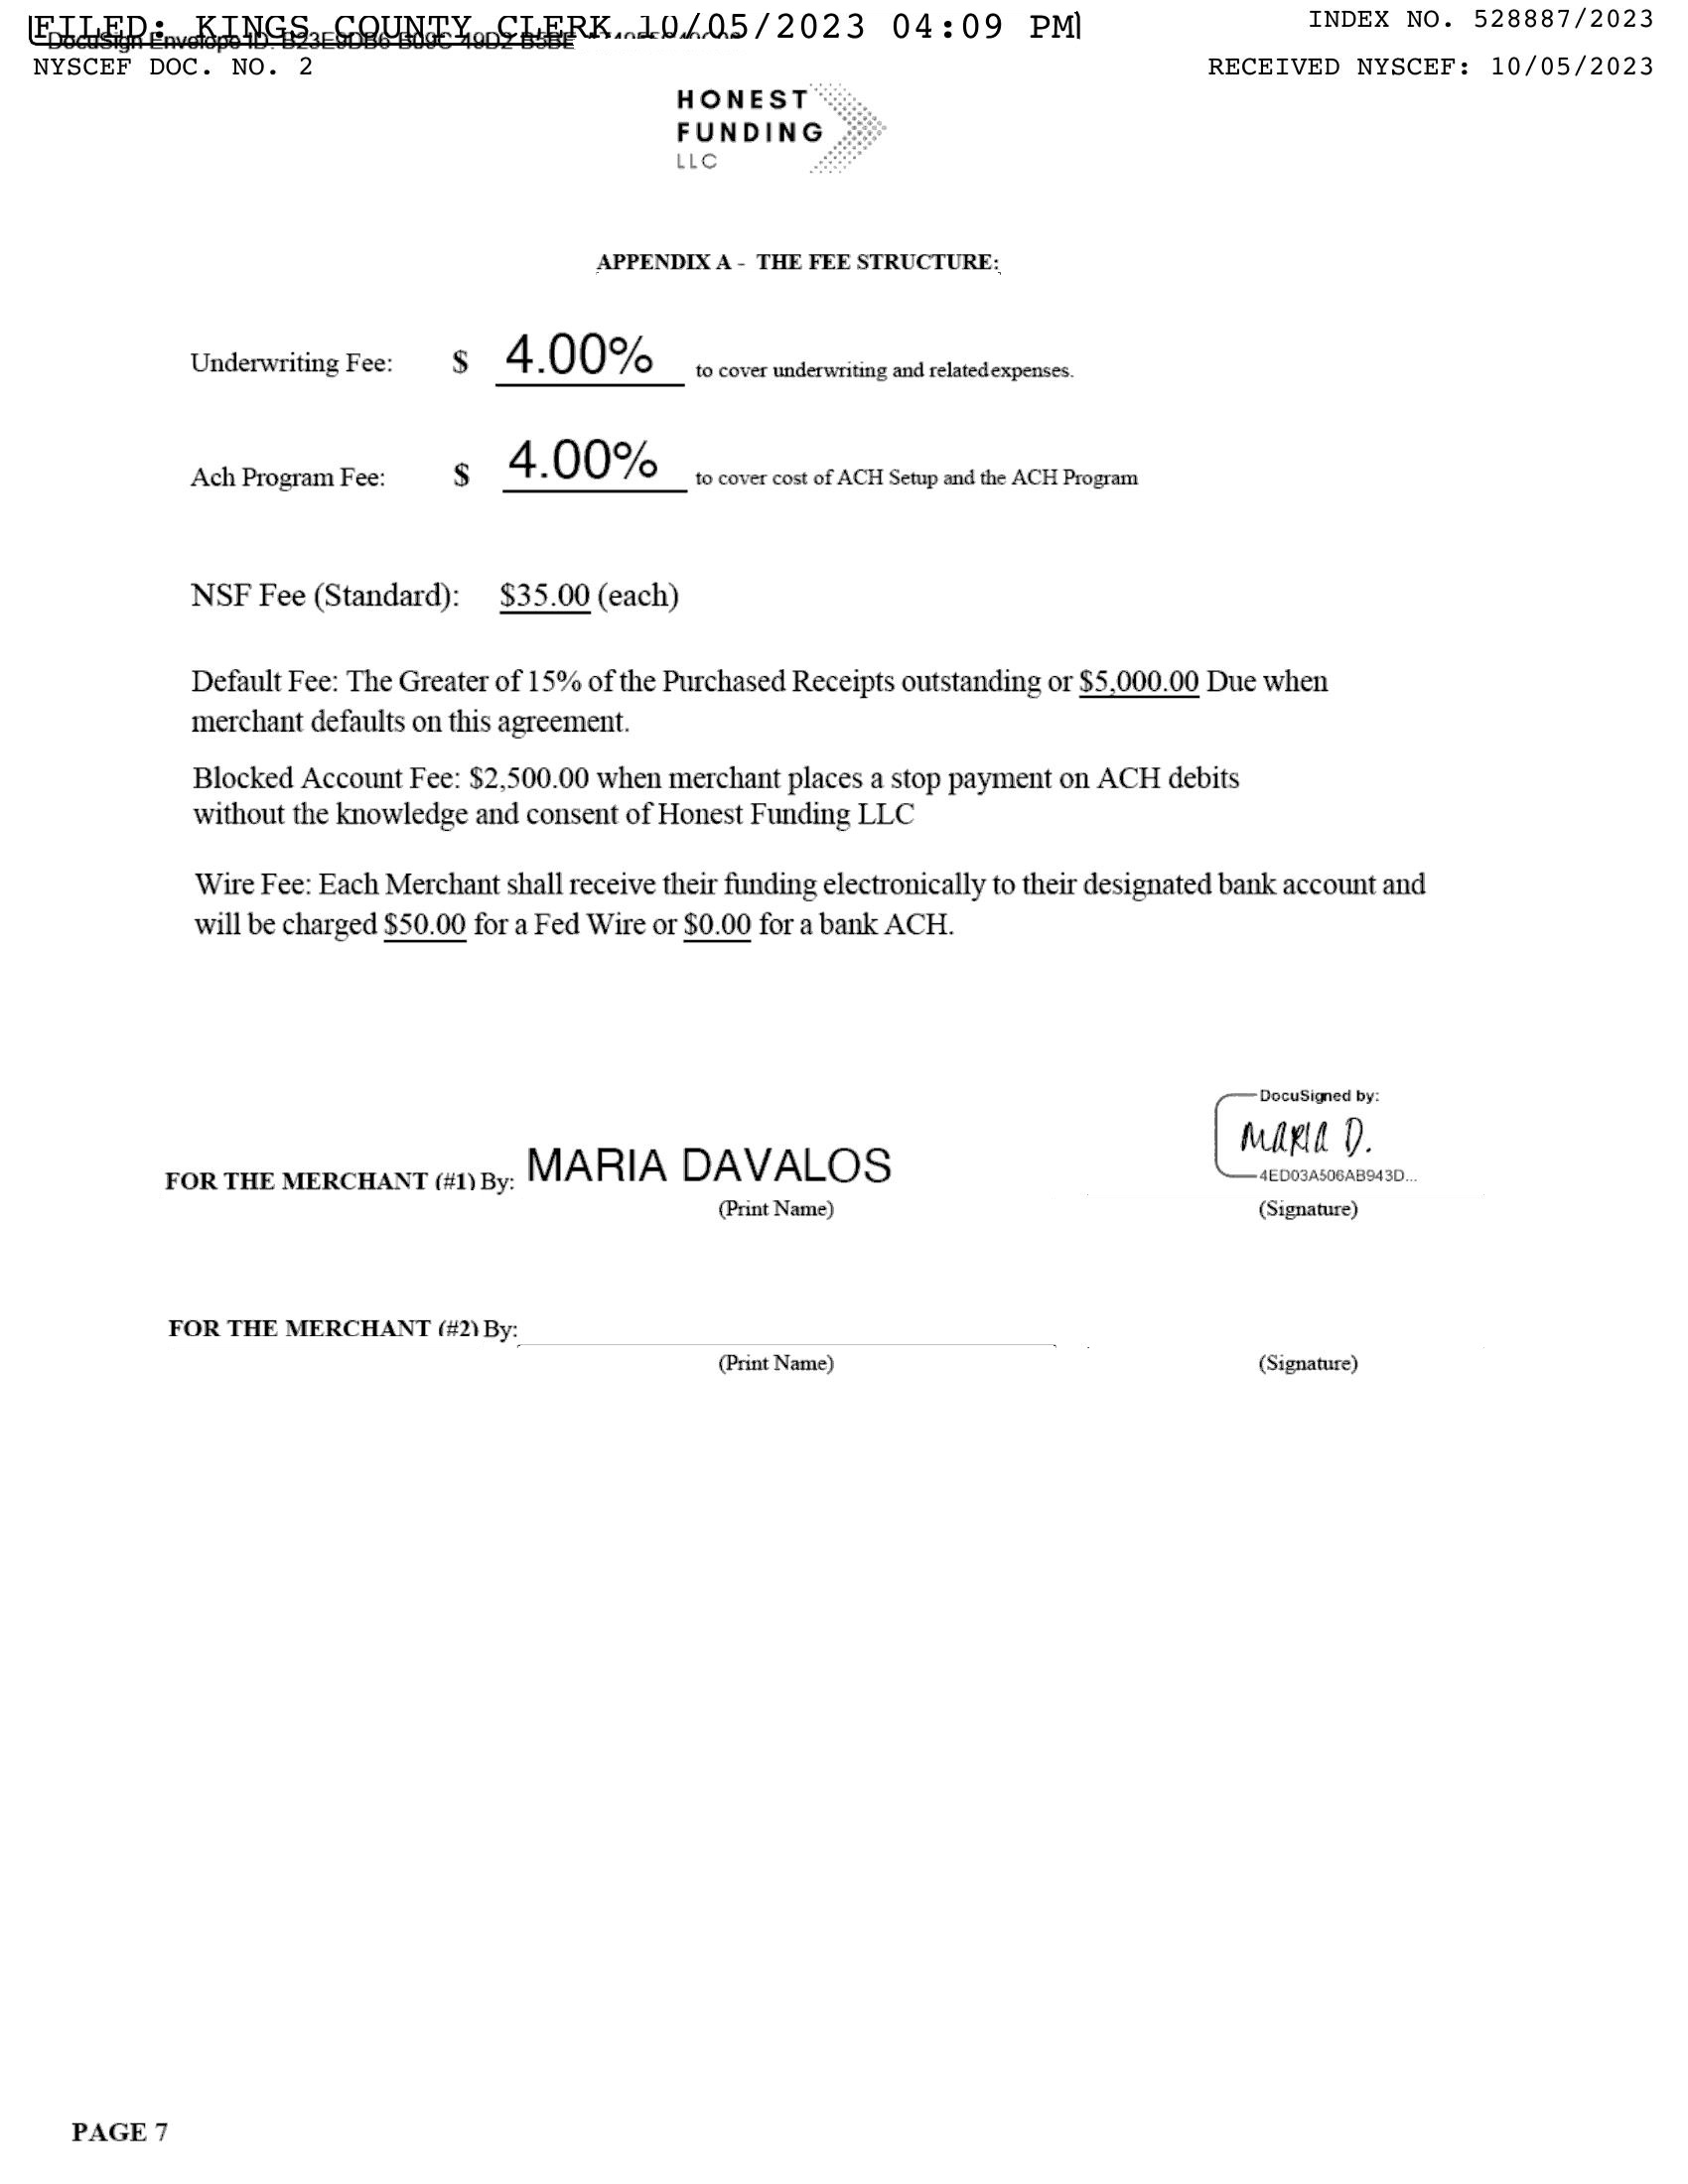 FILED: KINGS COUNTY CLERK 10/05/2023 04:09 PM
INDEX NO. 528887/2023
DocuSign Envelope ID:
NYSCEF DOC. NO. 2
RECEIVED NYSCEF: 10/05/2023
HONEST
FUNDING
LLC
APPENDIX A - THE FEE STRUCTURE:
Underwriting Fee: $ 4.00% to cover underwriting and related expenses.
Ach Program Fee: $ 4.00% to cover cost of ACH Setup and the ACH Program
NSF Fee (Standard): $35.00 (each)
Default Fee: The Greater of 15% of the Purchased Receipts outstanding or $5,000.00 Due when
merchant defaults on this agreement.
Blocked Account Fee: $2,500.00 when merchant places a stop payment on ACH debits
without the knowledge and consent of Honest Funding LLC
Wire Fee: Each Merchant shall receive their funding electronically to their designated bank account and
will be charged $50.00 for a Fed Wire or $0.00 for a bank ACH.
DocuSigned by:
MARIA D.
4ED03A506AB943D...
FOR THE MERCHANT (#1) By: MARIA DAVALOS
(Print Name) (Signature)
FOR THE MERCHANT (#2) By:
(Print Name) (Signature)
PAGE 7